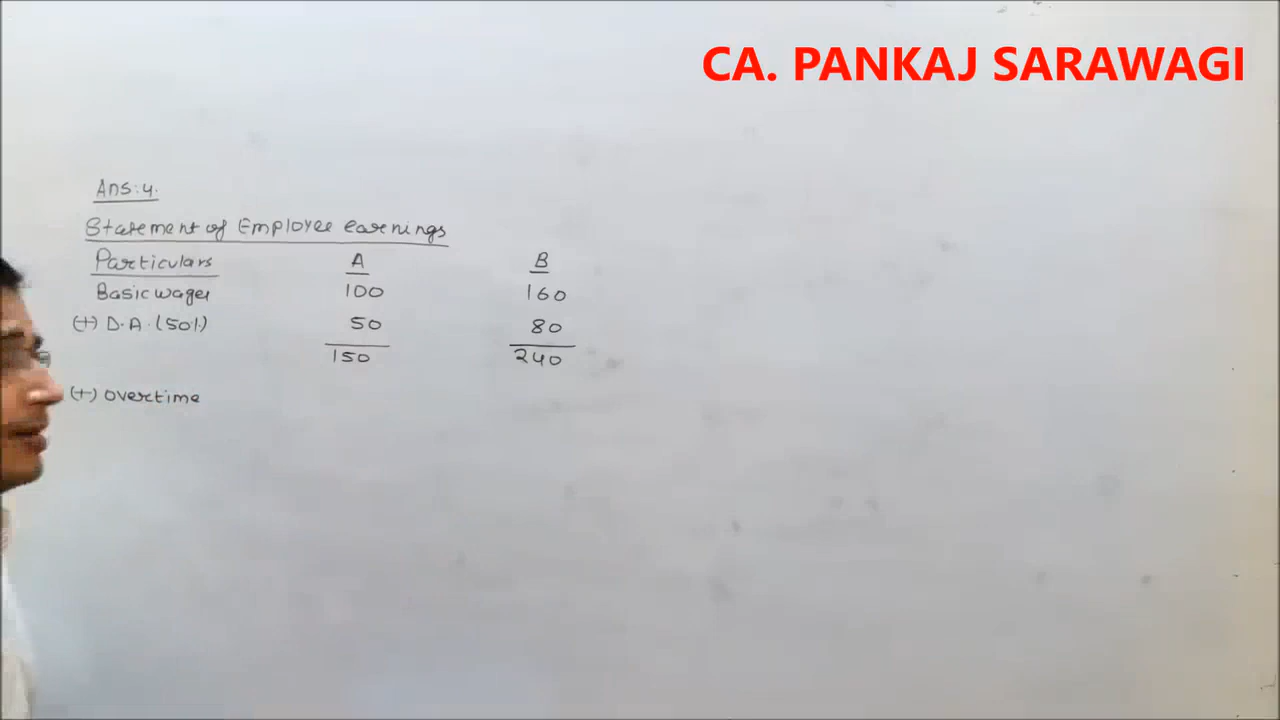 CA. PANKAJ SARAWAGI
Ans:4.
Statement of Employee earnings
Particulars A B
Basic wages 100 160
(+) D.A. (50%) 50 80
150 240
(+) overtime